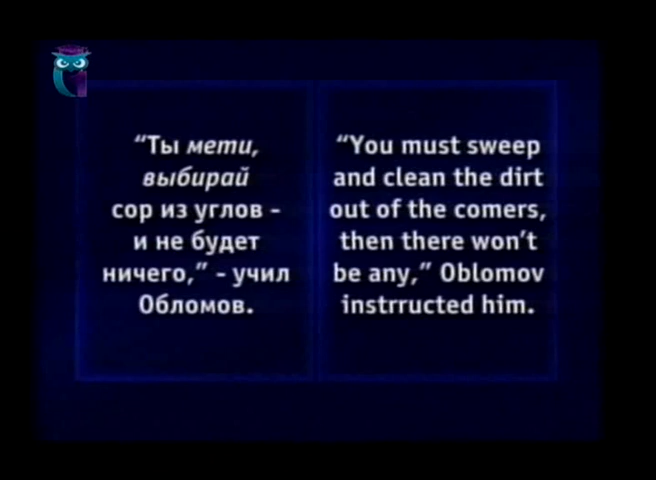 “Ты мети,
выбирай
сор из углов -
и не будет
ничего,” - учил
Обломов.
“You must sweep
and clean the dirt
out of the comers,
then there won’t
be any,” Oblomov
instrructed him.